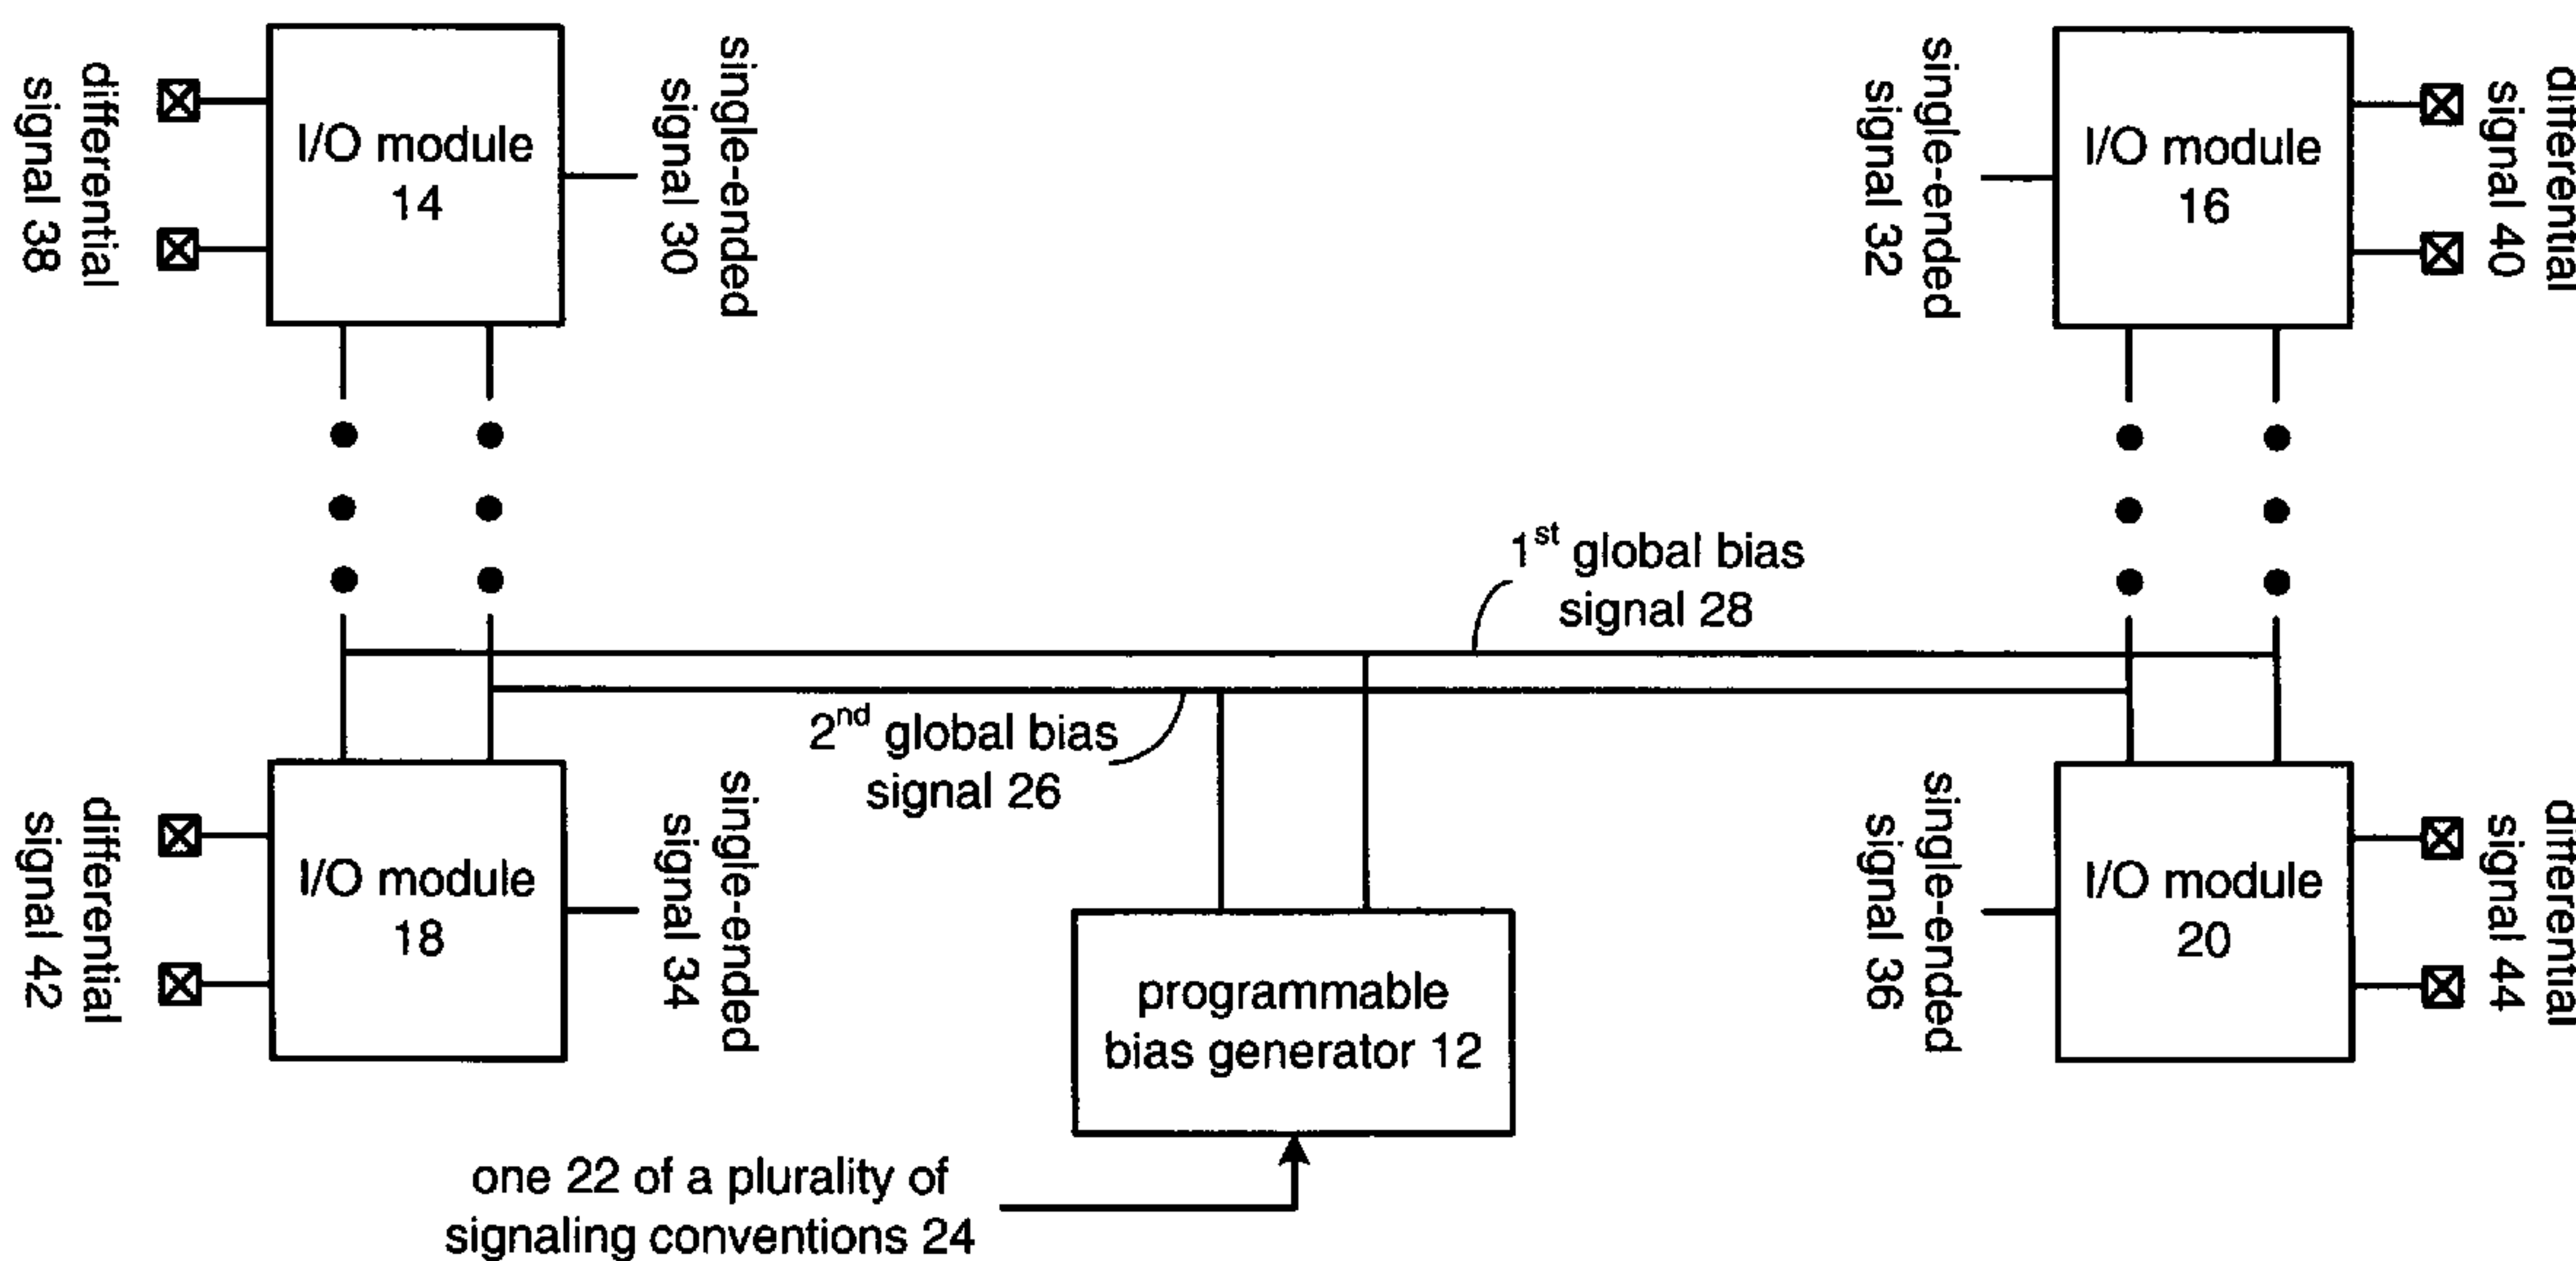 differential
signal 38
I/O module
14
single-ended
signal 30
single-ended
signal 32
I/O module
16
differential
signal 40
1st global bias
signal 28
2nd global bias
signal 26
differential
signal 42
I/O module
18
single-ended
signal 34
programmable
bias generator 12
single-ended
signal 36
I/O module
20
differential
signal 44
one 22 of a plurality of
signaling conventions 24